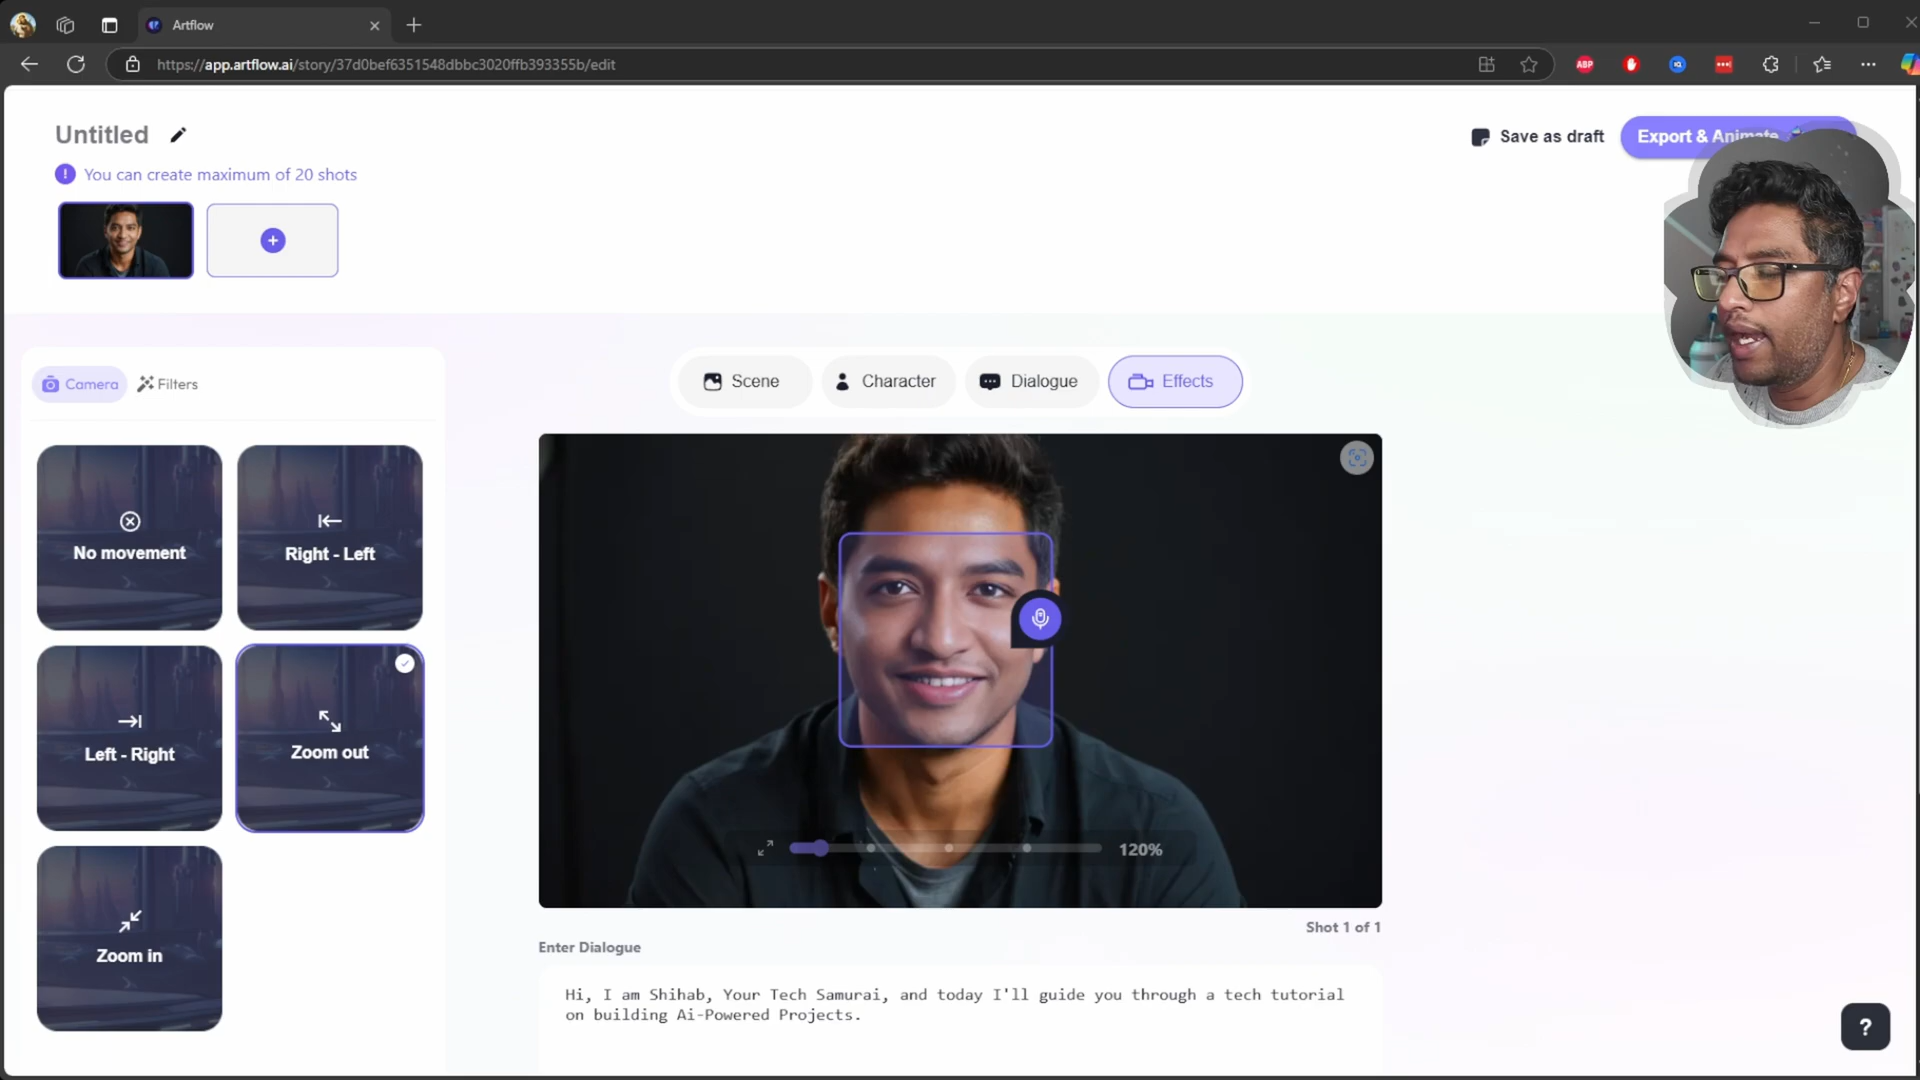 Artflow
https://app.artflow.ai/story/37d0bef6351548dbbc3020ffb393355b/edit
ABP
Untitled
Save as draft
Export & Animate
You can create maximum of 20 shots
Camera
Filters
Scene
Character
Dialogue
Effects
No movement
Right - Left
Left - Right
Zoom out
Zoom in
120%
Shot 1 of 1
Enter Dialogue
Hi, I am Shihab, Your Tech Samurai, and today I'll guide you through a tech tutorial
on building Ai-Powered Projects.
?